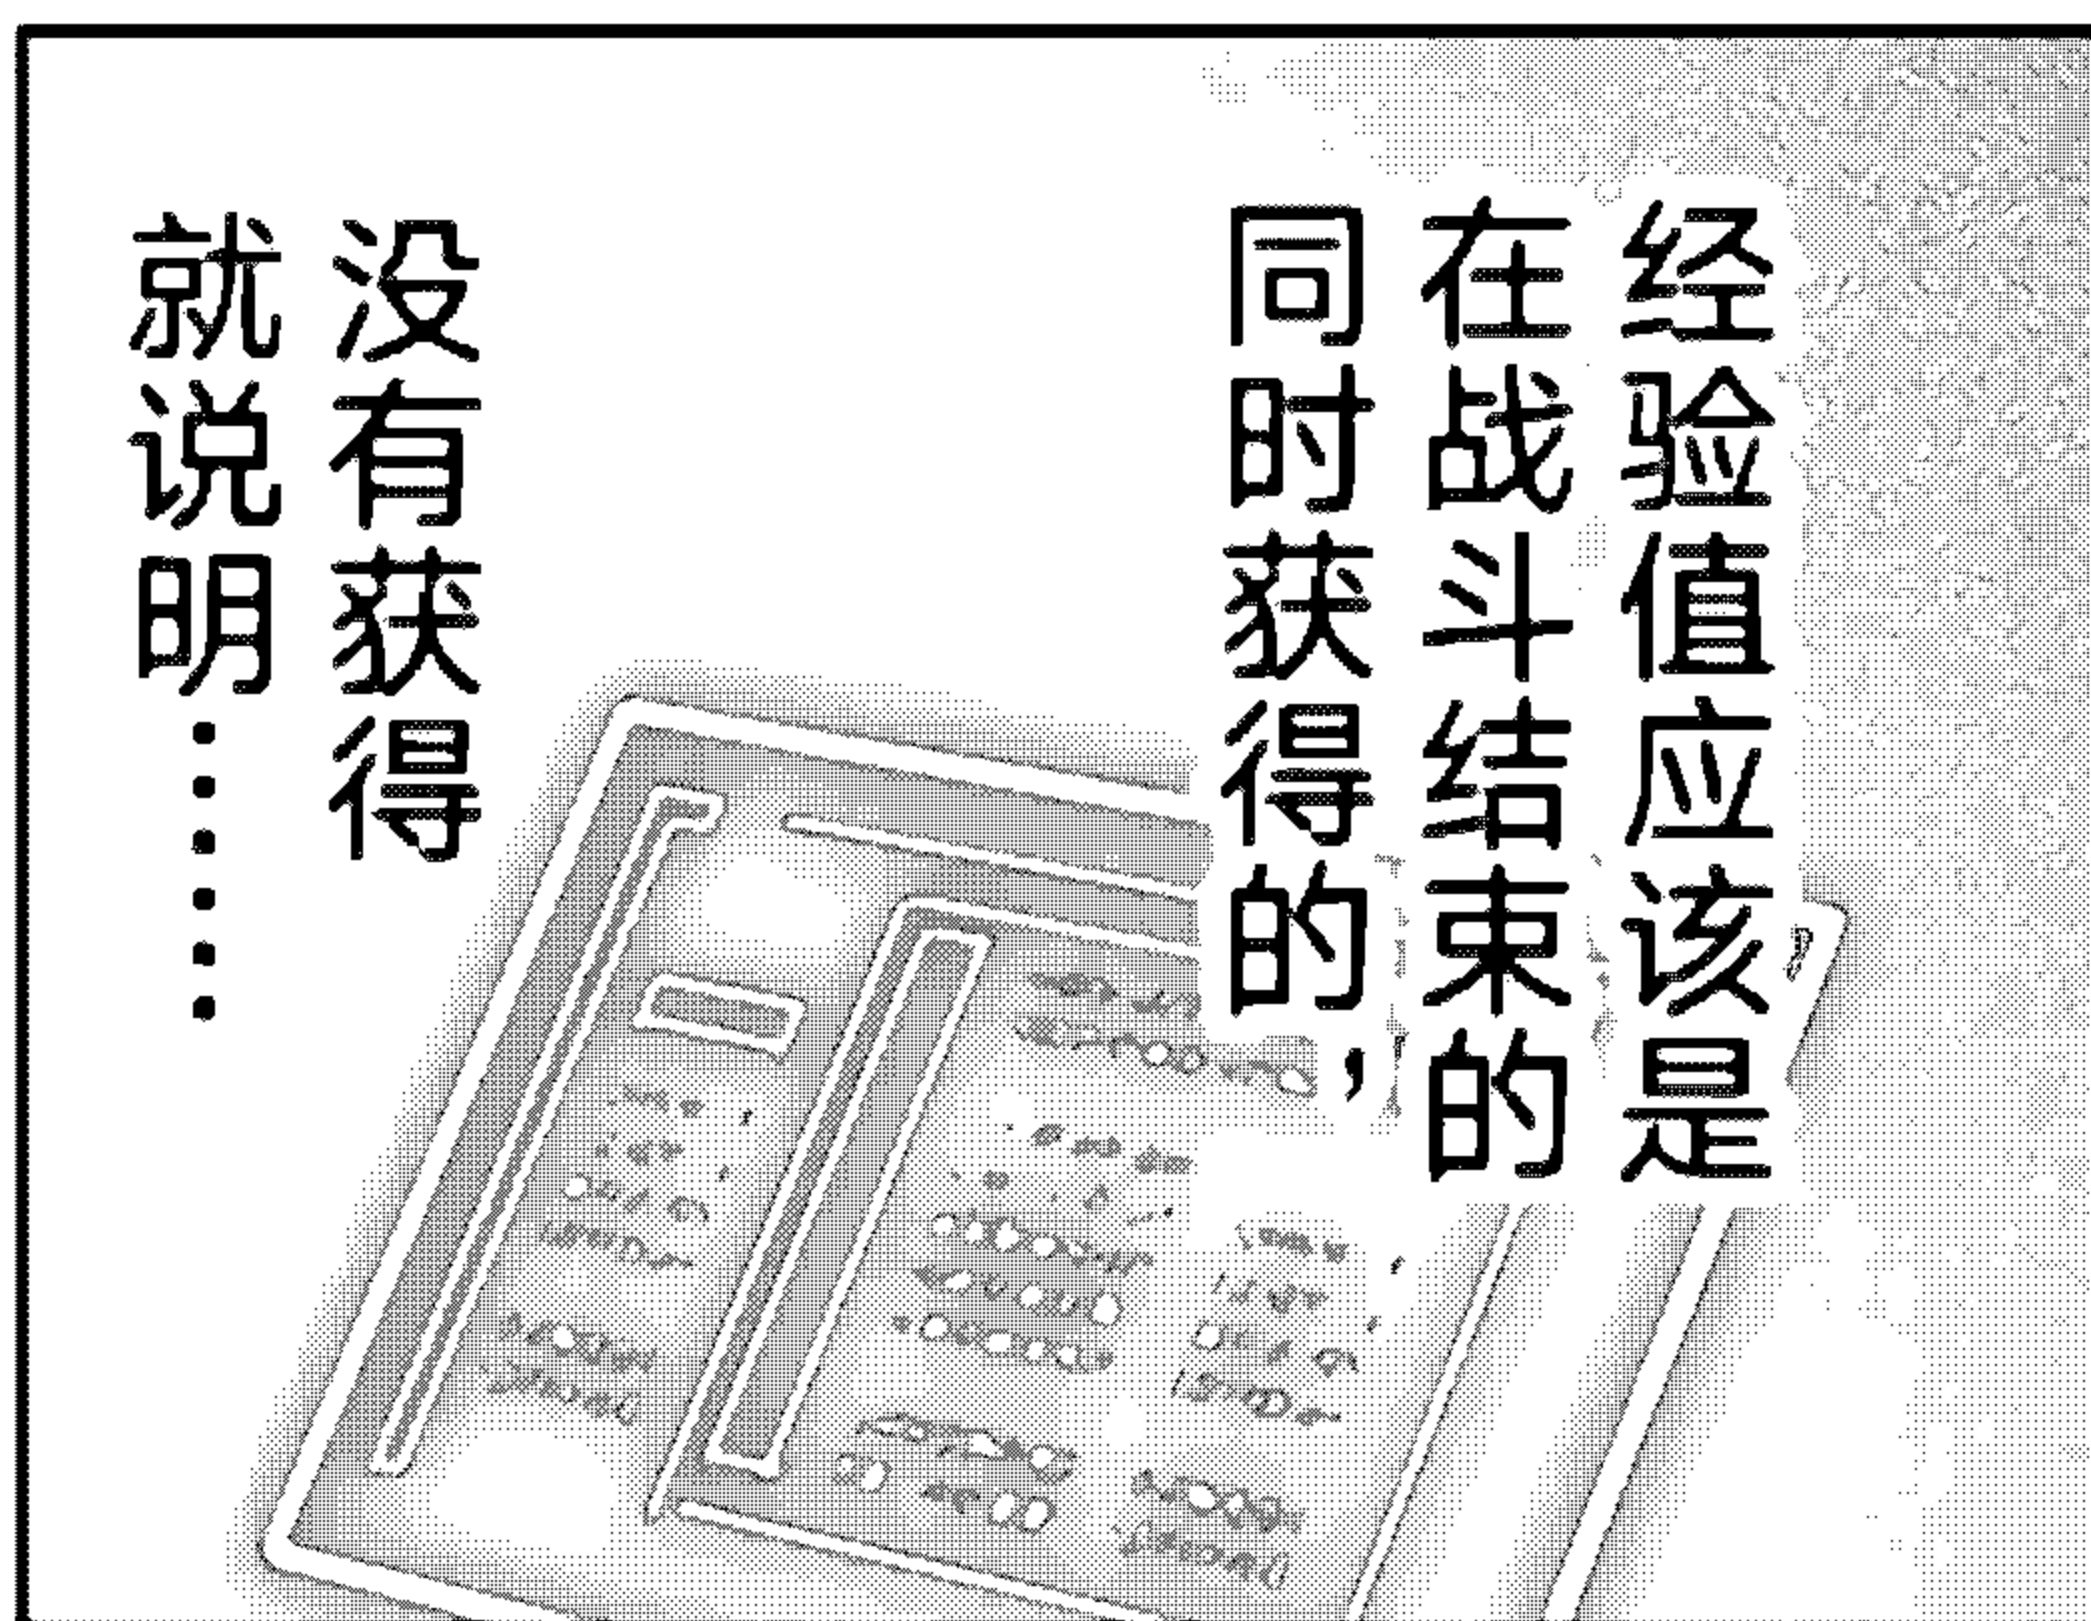 经验值应该是
在战斗结束的
同时获得的，
没有获得
就说明……